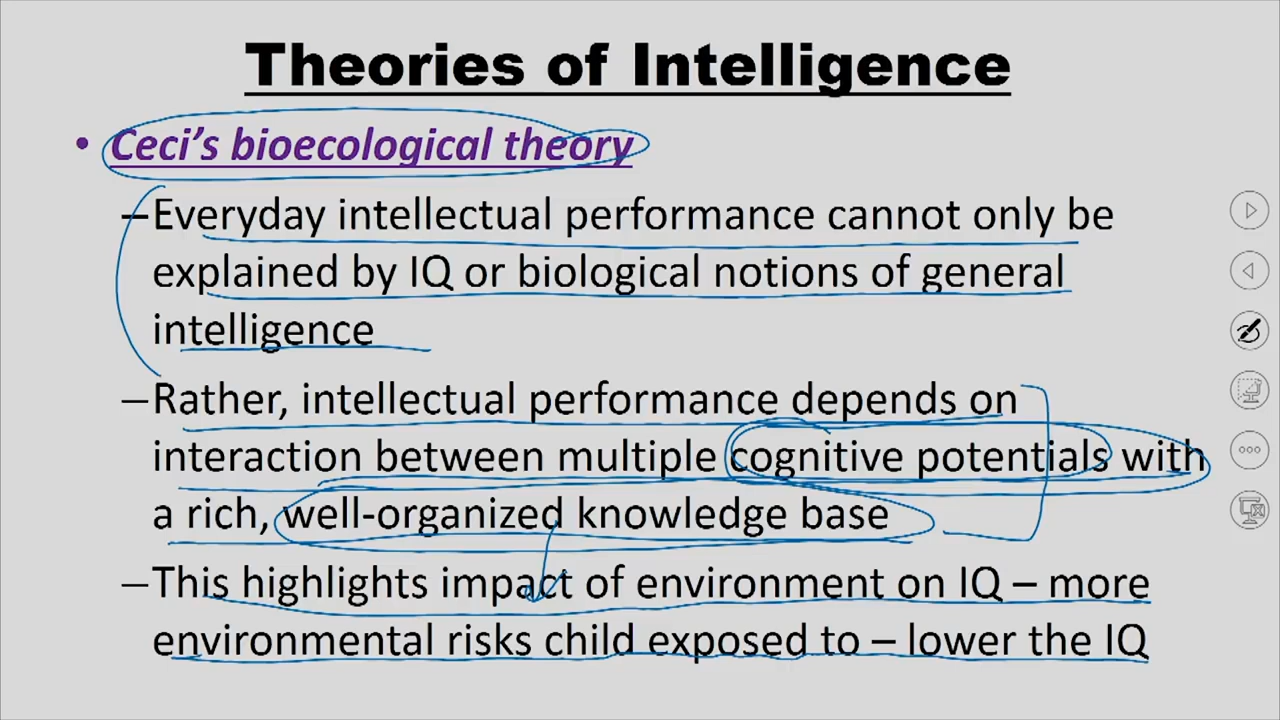 Theories of Intelligence
• Ceci's bioecological theory
–Everyday intellectual performance cannot only be
explained by IQ or biological notions of general
intelligence
–Rather, intellectual performance depends on
interaction between multiple cognitive potentials with
a rich, well-organized knowledge base
–This highlights impact of environment on IQ – more
environmental risks child exposed to – lower the IQ